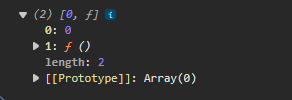 ▼ (2) [0, ƒ] i
0: 0
▶ 1: ƒ ()
length: 2
▶ [[Prototype]]: Array(0)